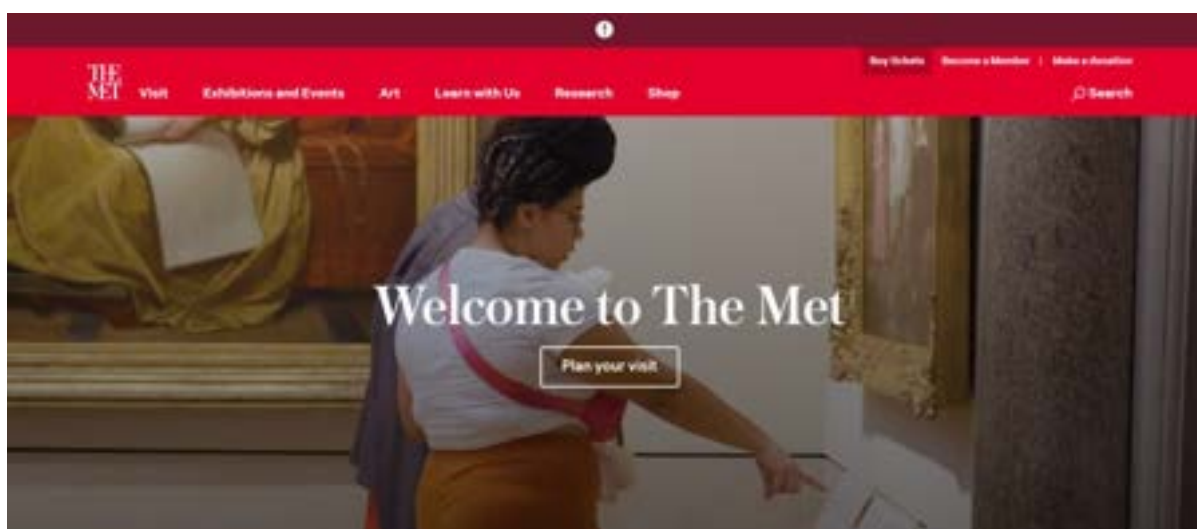 Buy tickets Become a Member | Make a donation
THE
MET
Visit Exhibitions and Events Art Learn with Us Research Shop
Search
Welcome to The Met
Plan your visit